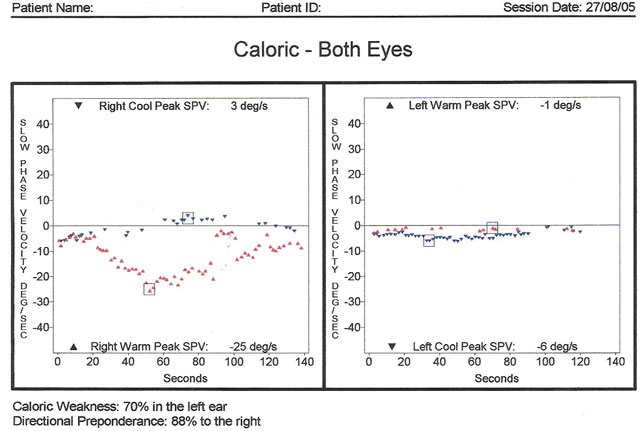 Patient Name: Patient ID: Session Date: 27/08/05
Caloric - Both Eyes
Right Cool Peak SPV: 3 deg/s
Left Warm Peak SPV: -1 deg/s
SLOW PHASE VELOCITY DEG/SEC
40
30
20
10
0
-10
-20
-30
-40
SLOW PHASE VELOCITY DEG/SEC
40
30
20
10
0
-10
-20
-30
-40
Right Warm Peak SPV: -25 deg/s
Left Cool Peak SPV: -6 deg/s
0 20 40 60 80 100 120 140
0 20 40 60 80 100 120 140
Seconds
Seconds
Caloric Weakness: 70% in the left ear
Directional Preponderance: 88% to the right